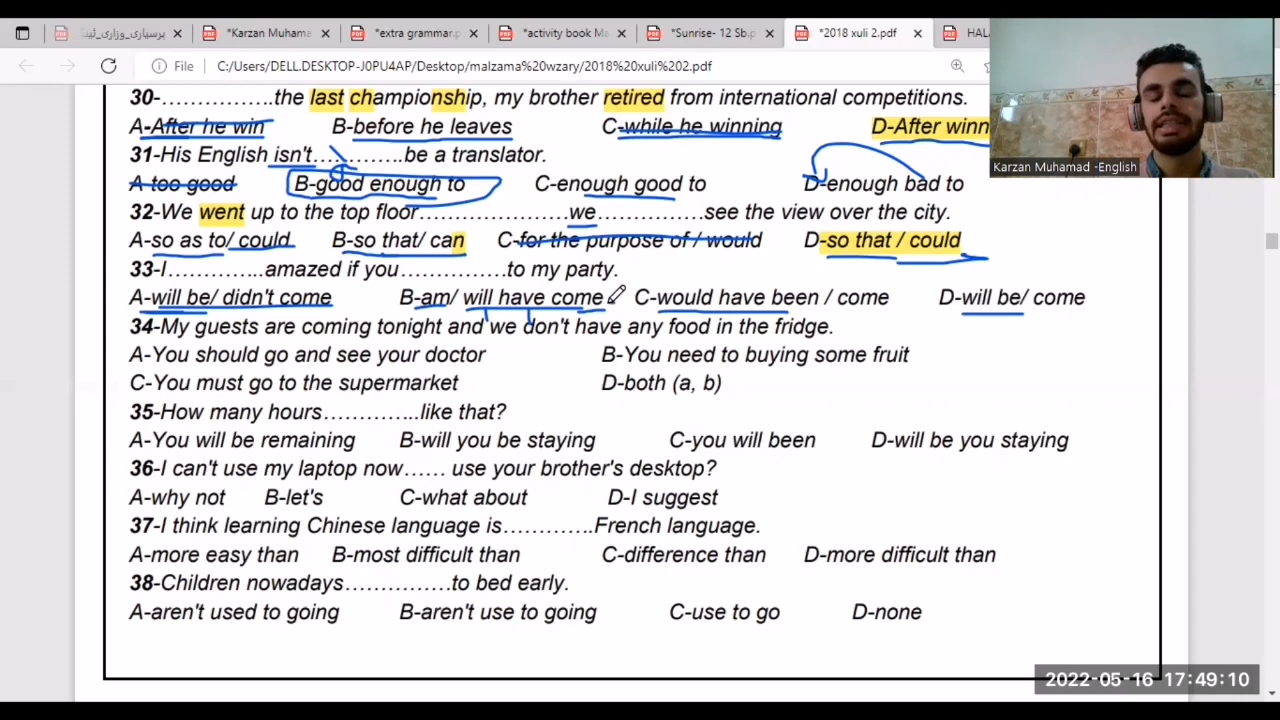 پرسیاری_وزاری_ئین *Karzan Muhama *extra grammar.p *activity book Ma *Sunrise- 12 Sb.p *2018 xuli 2.pdf HAL
File C:/Users/DELL.DESKTOP-J0PU4AP/Desktop/malzama%20wzary/2018%20xuli%202.pdf
30-................the last championship, my brother retired from international competitions.
A-After he win B-before he leaves C-while he winning D-After winn
Karzan Muhamad -English
31-His English isn't.............be a translator.
A-too good B-good enough to C-enough good to D-enough bad to
32-We went up to the top floor.....................we...............see the view over the city.
A-so as to/ could B-so that/ can C-for the purpose of / would D-so that / could
33-I..............amazed if you...............to my party.
A-will be/ didn't come B-am/ will have come C-would have been / come D-will be/ come
34-My guests are coming tonight and we don't have any food in the fridge.
A-You should go and see your doctor B-You need to buying some fruit
C-You must go to the supermarket D-both (a, b)
35-How many hours..............like that?
A-You will be remaining B-will you be staying C-you will been D-will be you staying
36-I can't use my laptop now...... use your brother's desktop?
A-why not B-let's C-what about D-I suggest
37-I think learning Chinese language is.............French language.
A-more easy than B-most difficult than C-difference than D-more difficult than
38-Children nowadays...............to bed early.
A-aren't used to going B-aren't use to going C-use to go D-none
2022-05-16 17:49:10